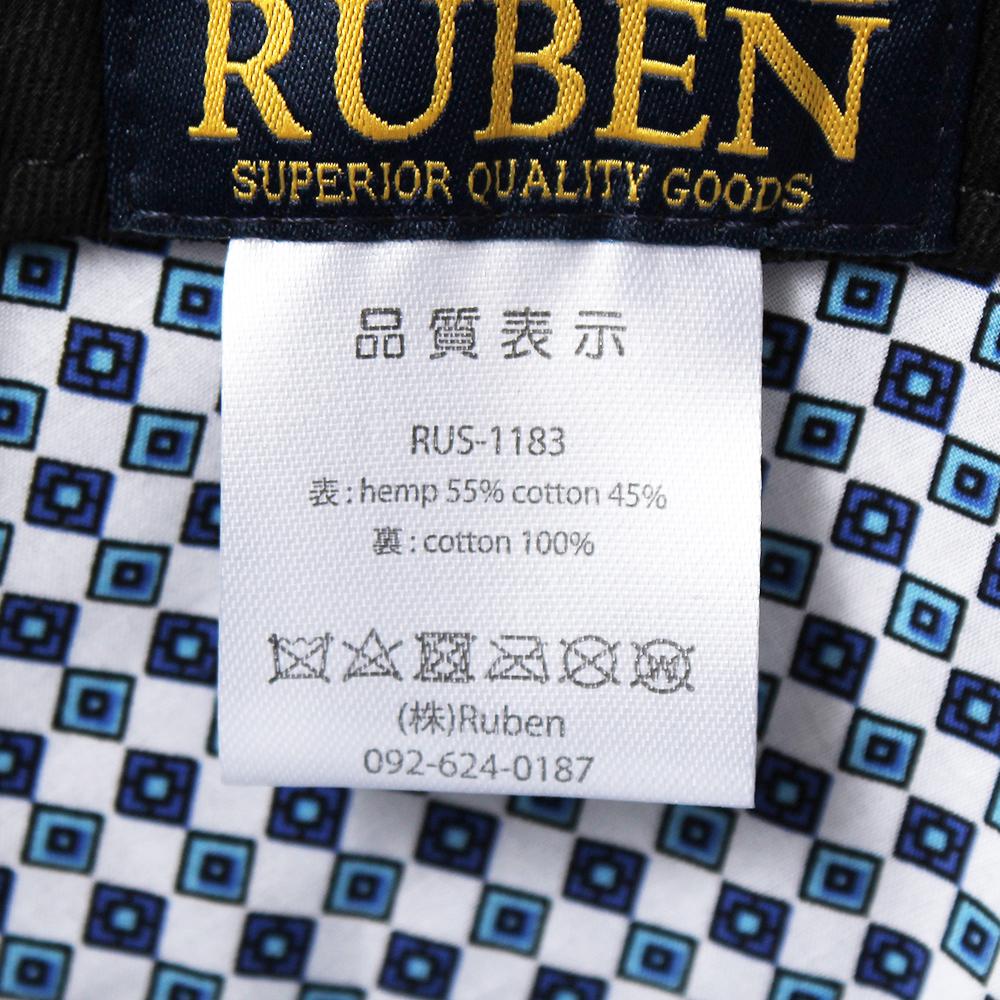 RUBEN
SUPERIOR QUALITY GOODS
品質表示
RUS-1183
表 : hemp 55% cotton 45%
裏 : cotton 100%
(株)Ruben
092-624-0187